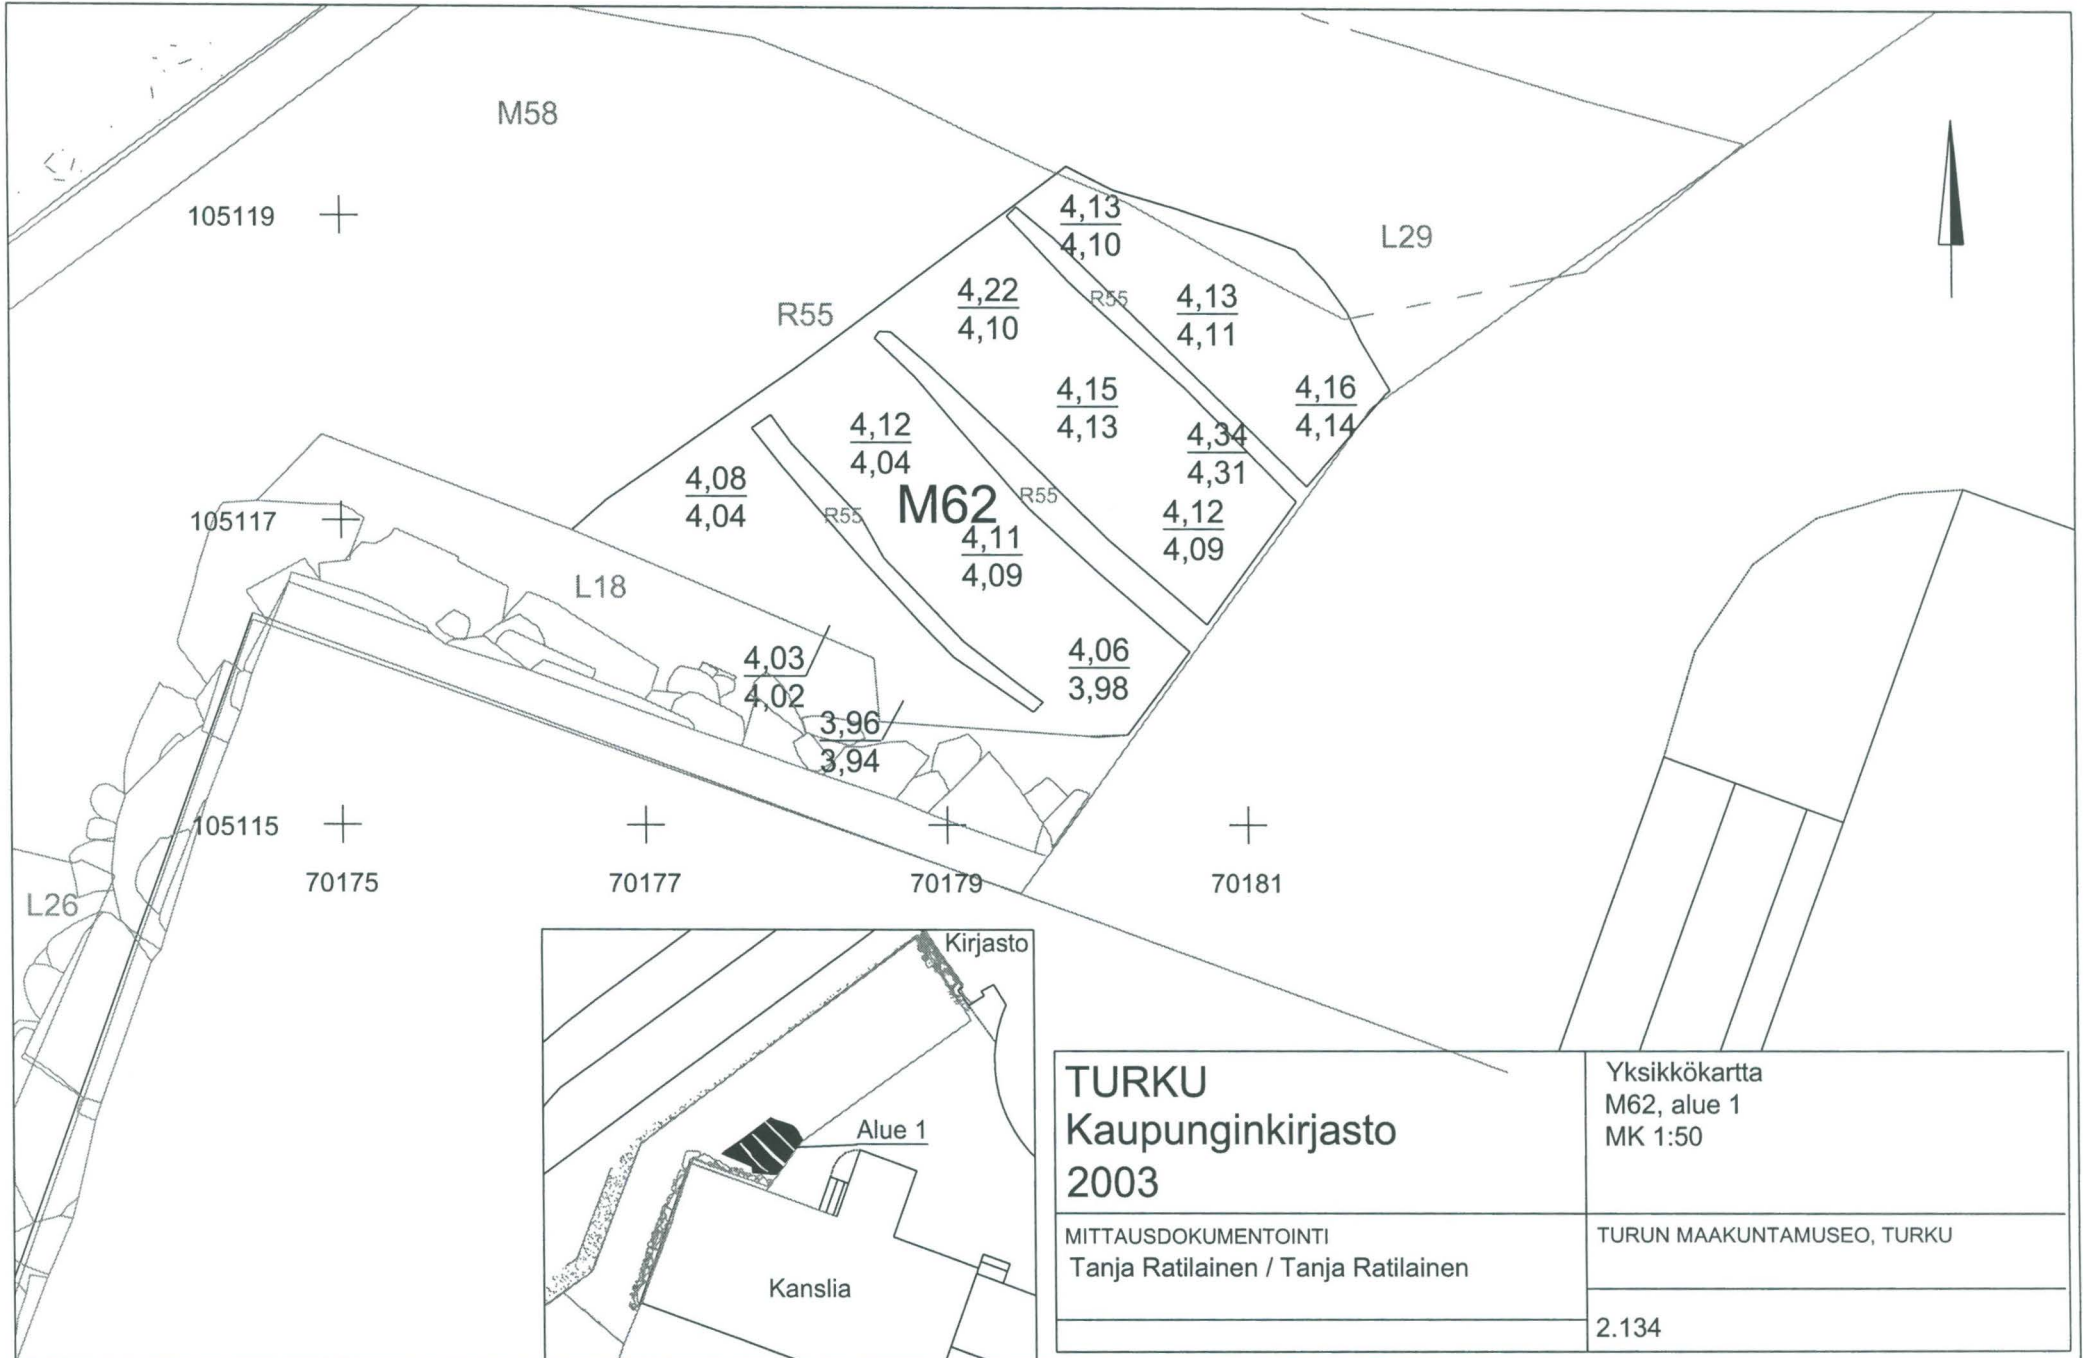 M58
105119
4,13
4,10
L29
R55
4,22
4,10
R55
4,13
4,11
4,15
4,13
4,16
4,14
4,12
4,04
4,34
4,31
4,08
4,04
M62
R55
R55
105117
4,11
4,09
4,12
4,09
L18
4,03
4,02
4,06
3,98
3,96
3,94
105115
70175
70177
70179
70181
L26
Kirjasto
Alue 1
Kanslia
TURKU
Kaupunginkirjasto
2003
Yksikkökartta
M62, alue 1
MK 1:50
MITTAUSDOKUMENTOINTI
Tanja Ratilainen / Tanja Ratilainen
TURUN MAAKUNTAMUSEO, TURKU
2.134